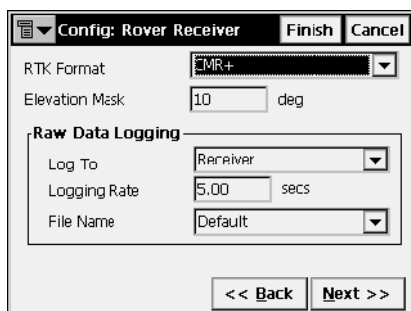 Config: Rover Receiver Finish Cancel
RTK Format CMR+
Elevation Mask 10 deg
Raw Data Logging
Log To Receiver
Logging Rate 5.00 secs
File Name Default
<< Back Next >>